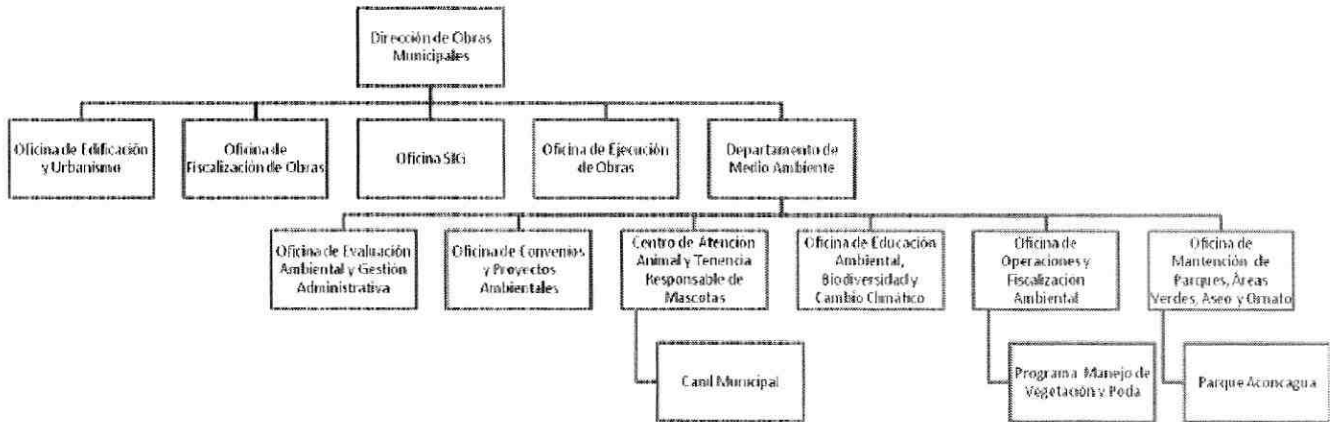 Dirección de Obras
Municipales
Oficina de Edificación
y Urbanismo
Oficina de
Fiscalización de Obras
Oficina SIG
Oficina de Ejecución
de Obras
Departamento de
Medio Ambiente
Oficina de Evaluación
Ambiental y Gestión
Administrativa
Oficina de Convenios
y Proyectos
Ambientales
Centro de Atención
Animal y Tenencia
Responsable de
Mascotas
Oficina de Educación
Ambiental,
Biodiversidad y
Cambio Climático
Oficina de
Operaciones y
Fiscalización
Ambiental
Oficina de
Mantención de
Parques, Áreas
Verdes, Aseo y Ornato
Canil Municipal
Programa Manejo de
Vegetación y Poda
Parque Aconcagua